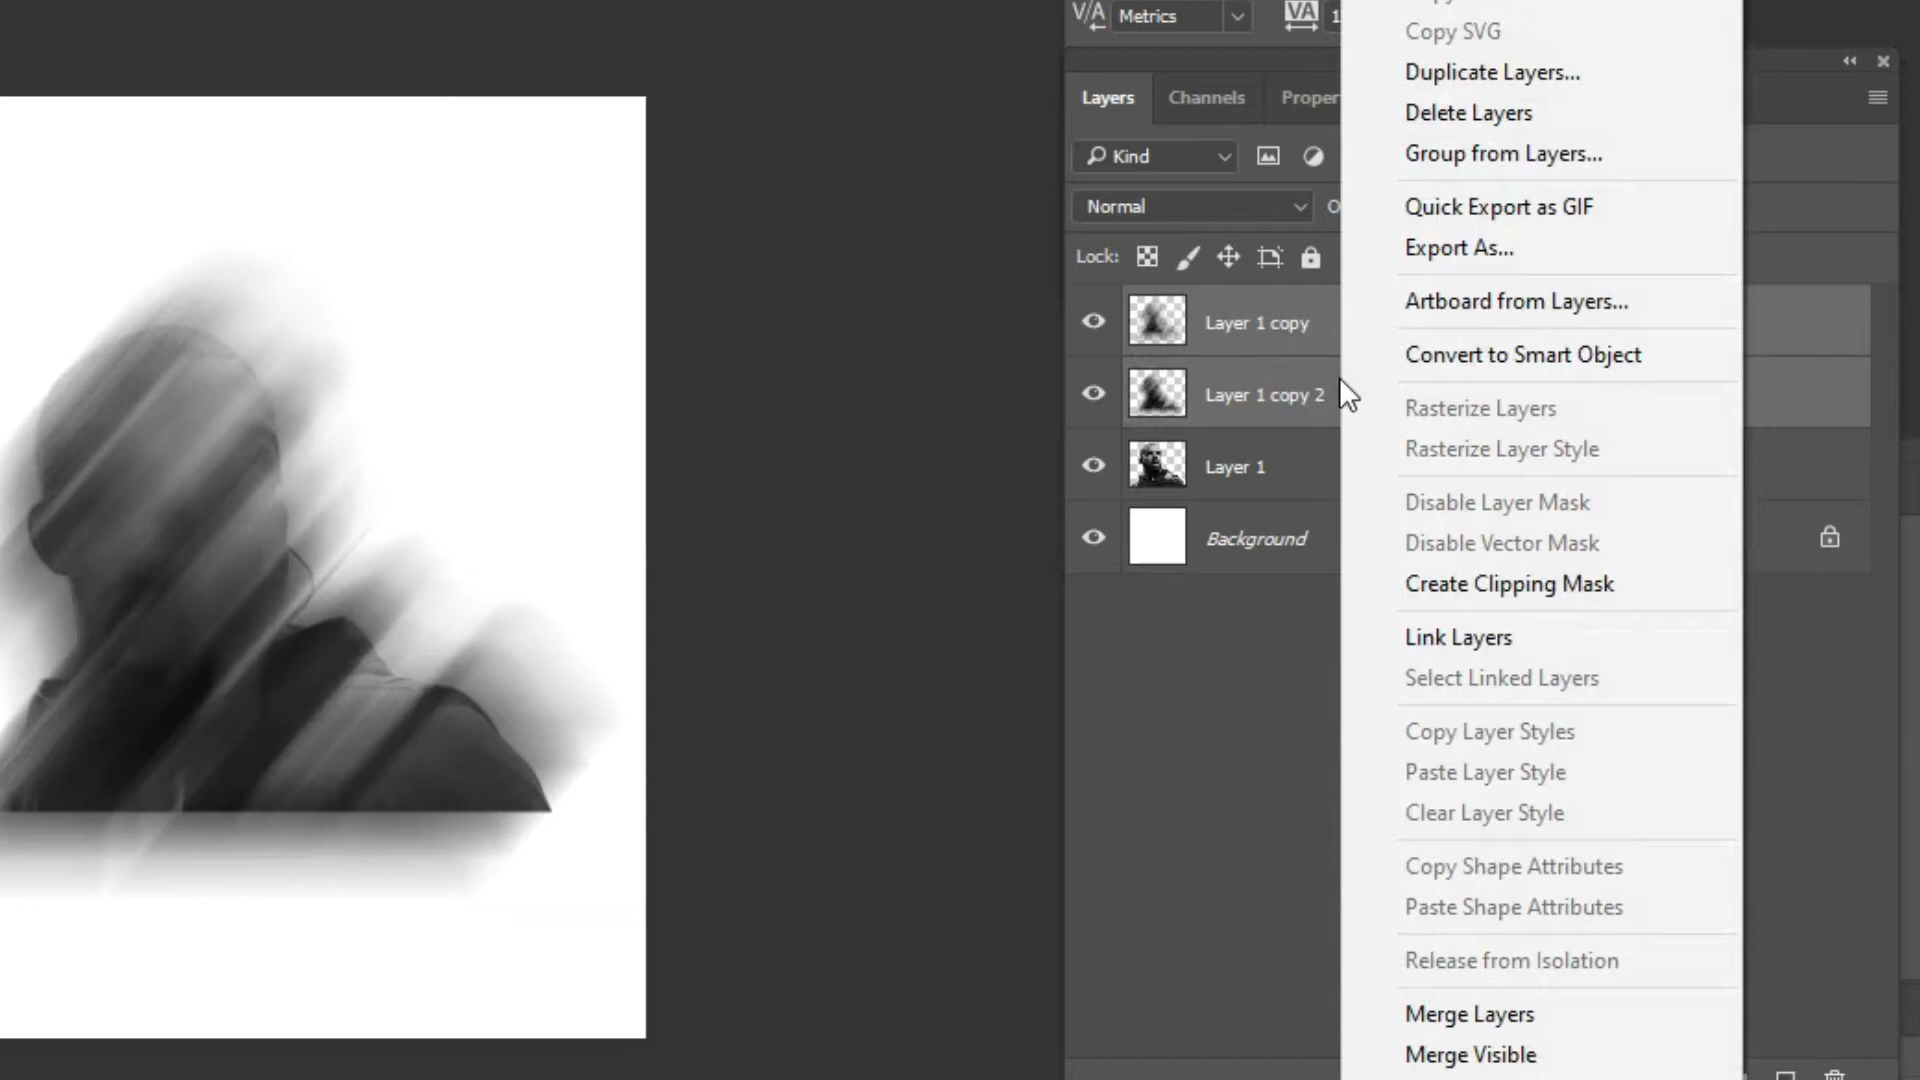 Metrics
1
Copy SVG
Duplicate Layers...
Delete Layers
Group from Layers...
Quick Export as GIF
Export As...
Artboard from Layers...
Convert to Smart Object
Rasterize Layers
Rasterize Layer Style
Disable Layer Mask
Disable Vector Mask
Create Clipping Mask
Link Layers
Select Linked Layers
Copy Layer Styles
Paste Layer Style
Clear Layer Style
Copy Shape Attributes
Paste Shape Attributes
Release from Isolation
Merge Layers
Merge Visible
Layers
Channels
Proper
Kind
Normal
O
Lock:
Layer 1 copy
Layer 1 copy 2
Layer 1
Background